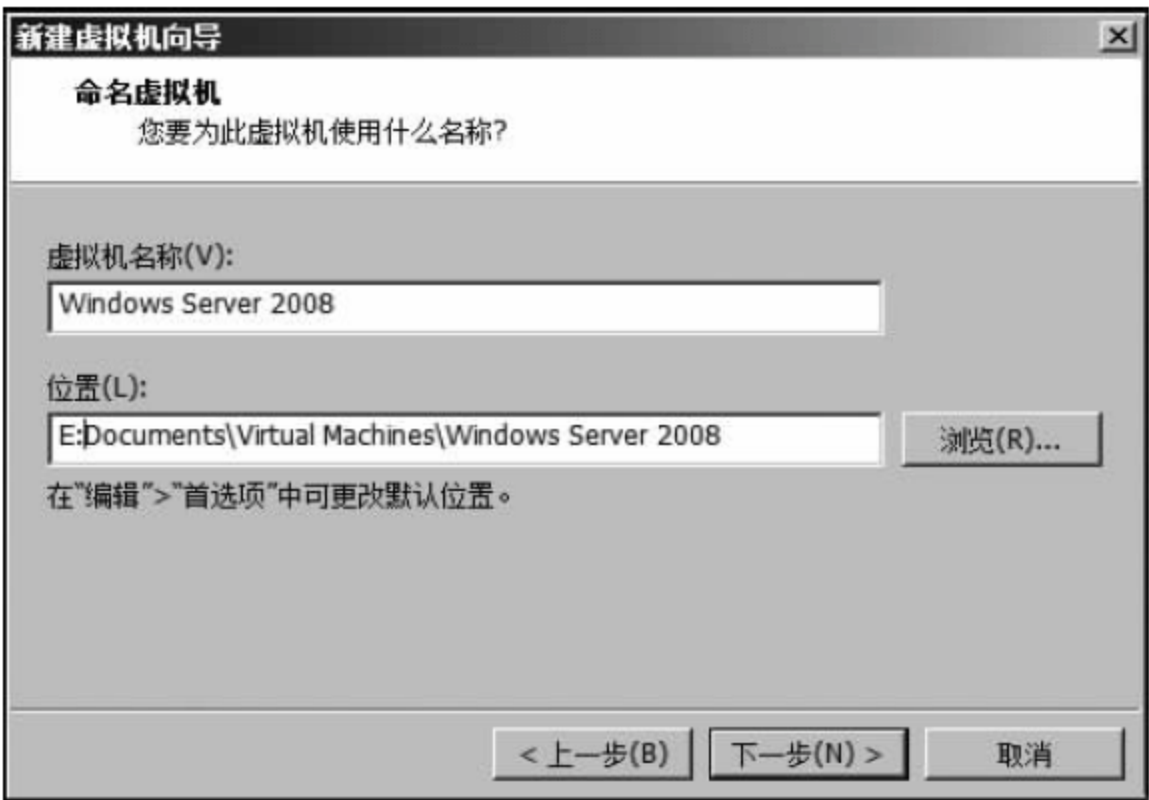 新建虚拟机向导
命名虚拟机
您要为此虚拟机使用什么名称?
虚拟机名称(V):
Windows Server 2008
位置(L):
E:Documents\Virtual Machines\Windows Server 2008
浏览(R)...
在"编辑">"首选项"中可更改默认位置。
< 上一步(B)
下一步(N) >
取消